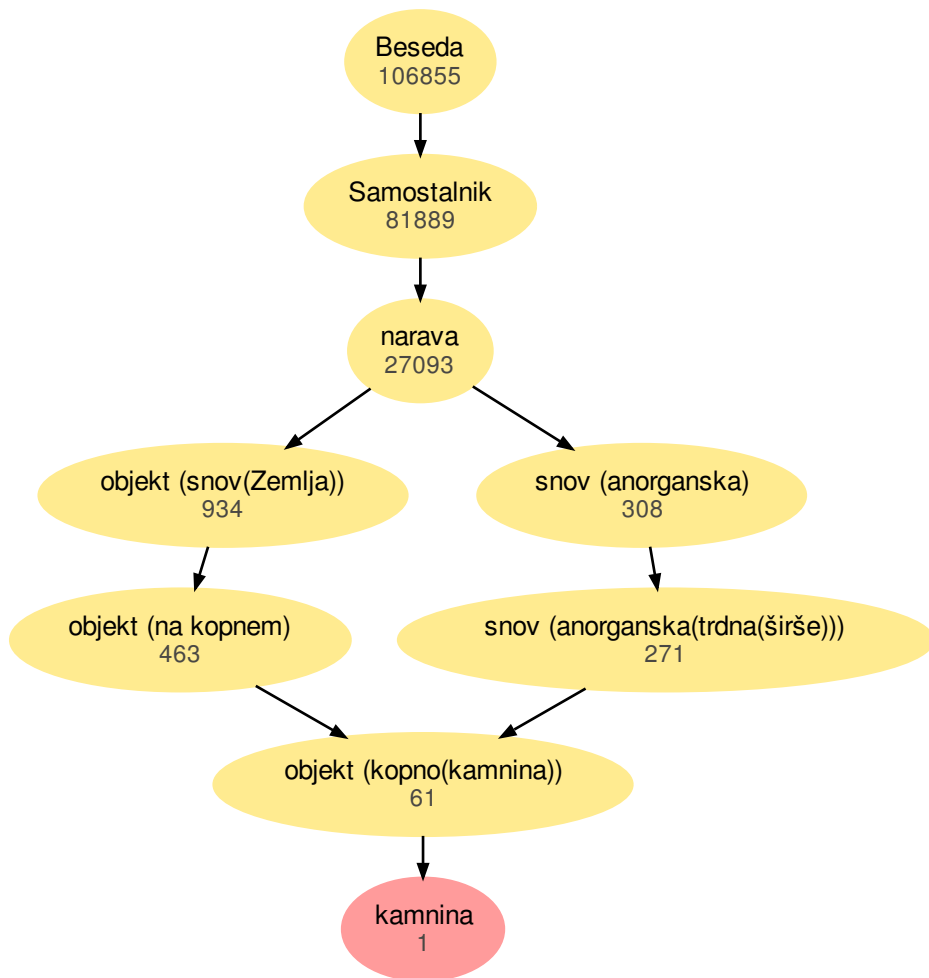 Beseda
106855
Samostalnik
81889
narava
27093
objekt (snov(Zemlja))
934
snov (anorganska)
308
objekt (na kopnem)
463
snov (anorganska(trdna(širše)))
271
objekt (kopno(kamnina))
61
kamnina
1